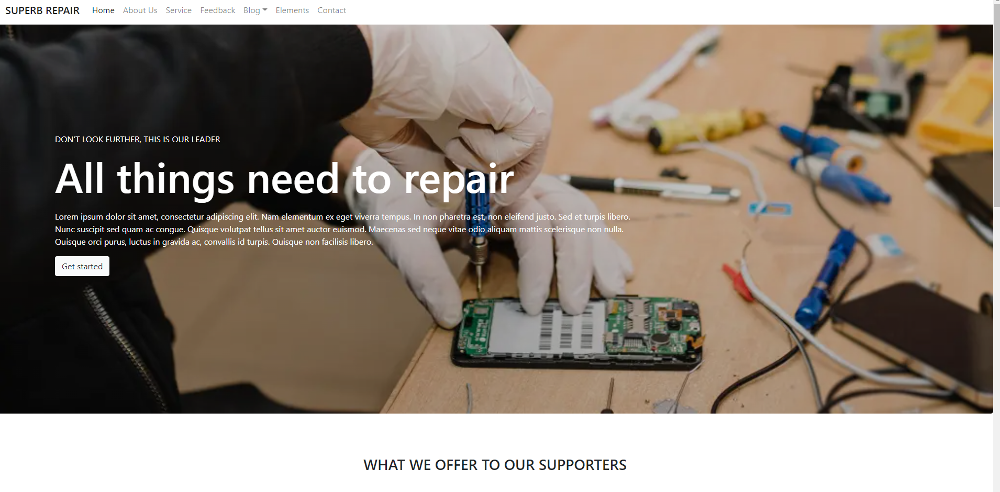 SUPERB REPAIR Home About Us Service Feedback Blog Elements Contact
DON'T LOOK FURTHER, THIS IS OUR LEADER
All things need to repair
Lorem ipsum dolor sit amet, consectetur adipiscing elit. Nam elementum ex eget viverra tempus. In non pharetra est, non eleifend justo. Sed et turpis libero.
Nunc suscipit sed quam ac congue. Quisque volutpat tellus sit amet auctor euismod. Maecenas sed neque vitae odio aliquam mattis scelerisque non nulla.
Quisque orci purus, luctus in gravida ac, convallis id turpis. Quisque non facilisis libero.
Get started
WHAT WE OFFER TO OUR SUPPORTERS